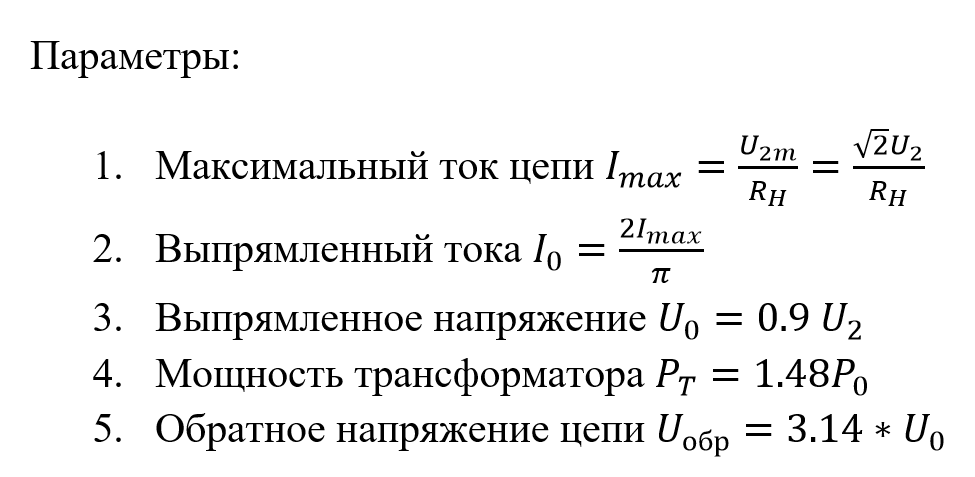 Параметры:
1. Максимальный ток цепи $I_{max} = \frac{U_{2m}}{R_H} = \frac{\sqrt{2}U_2}{R_H}$
2. Выпрямленный тока $I_0 = \frac{2I_{max}}{\pi}$
3. Выпрямленное напряжение $U_0 = 0.9\ U_2$
4. Мощность трансформатора $P_T = 1.48P_0$
5. Обратное напряжение цепи $U_{обр} = 3.14 * U_0$